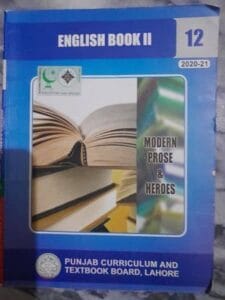 ENGLISH BOOK II
12
2020-21
MODERN
PROSE
&
HEROES
PUNJAB CURRICULUM AND
TEXTBOOK BOARD, LAHORE